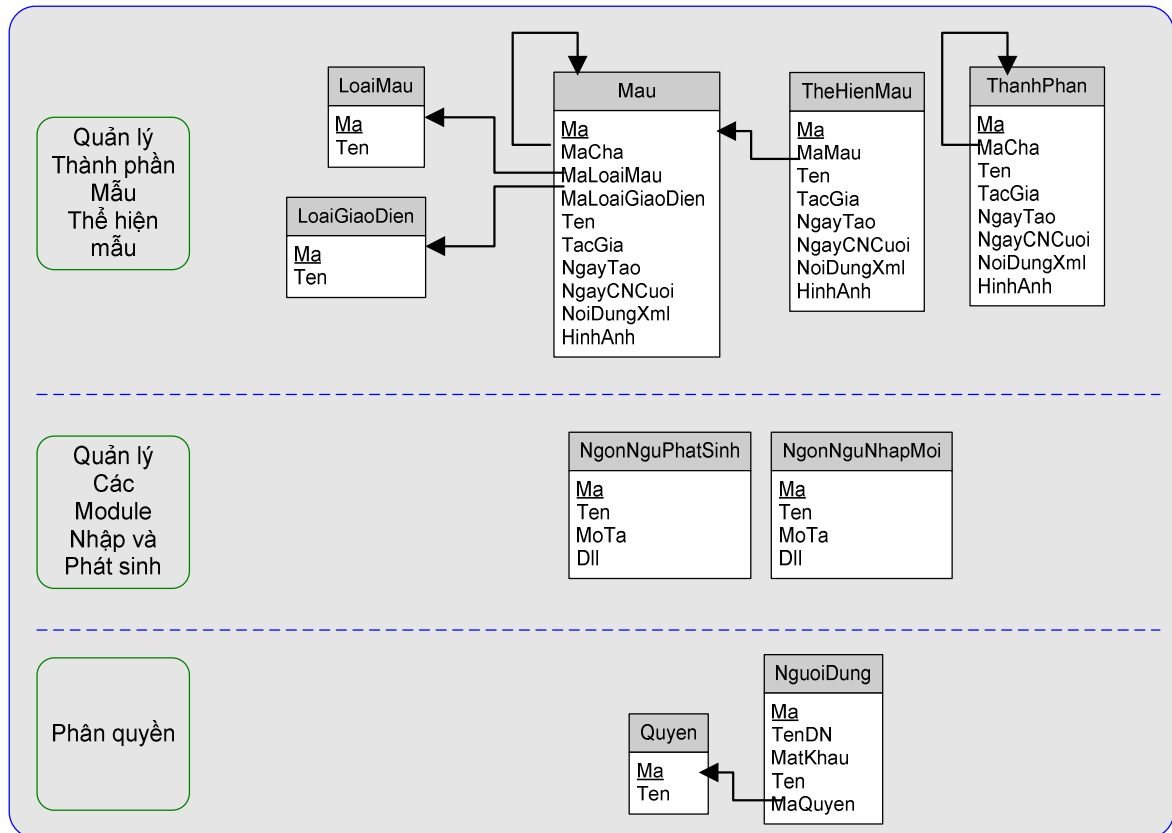 Quản lý
Thành phần
Mẫu
Thể hiện
mẫu
LoaiMau
Ma
Ten
LoaiGiaoDien
Ma
Ten
Mau
Ma
MaCha
MaLoaiMau
MaLoaiGiaoDien
Ten
TacGia
NgayTao
NgayCNCuoi
NoiDungXml
HinhAnh
TheHienMau
Ma
MaMau
Ten
TacGia
NgayTao
NgayCNCuoi
NoiDungXml
HinhAnh
ThanhPhan
Ma
MaCha
Ten
TacGia
NgayTao
NgayCNCuoi
NoiDungXml
HinhAnh
Quản lý
Các
Module
Nhập và
Phát sinh
NgonNguPhatSinh
Ma
Ten
MoTa
Dll
NgonNguNhapMoi
Ma
Ten
MoTa
Dll
Phân quyền
Quyen
Ma
Ten
NguoiDung
Ma
TenDN
MatKhau
Ten
MaQuyen